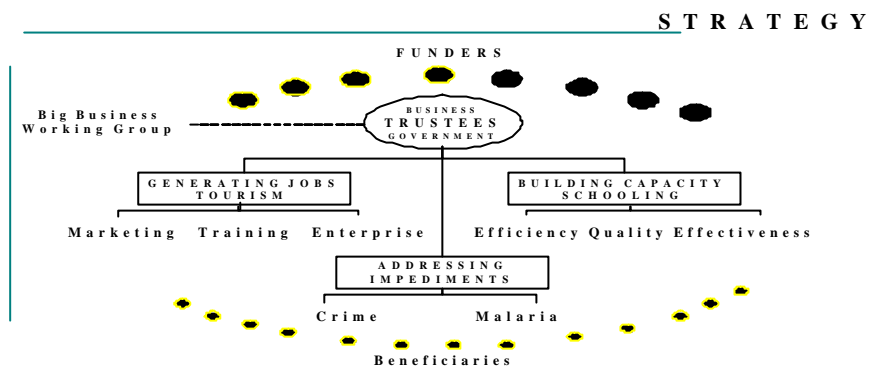 STRATEGY
FUNDERS
Big Business
Working Group
BUSINESS
TRUSTEES
GOVERNMENT
GENERATING JOBS
TOURISM
BUILDING CAPACITY
SCHOOLING
Marketing Training Enterprise
Efficiency Quality Effectiveness
ADDRESSING
IMPEDIMENTS
Crime Malaria
Beneficiaries